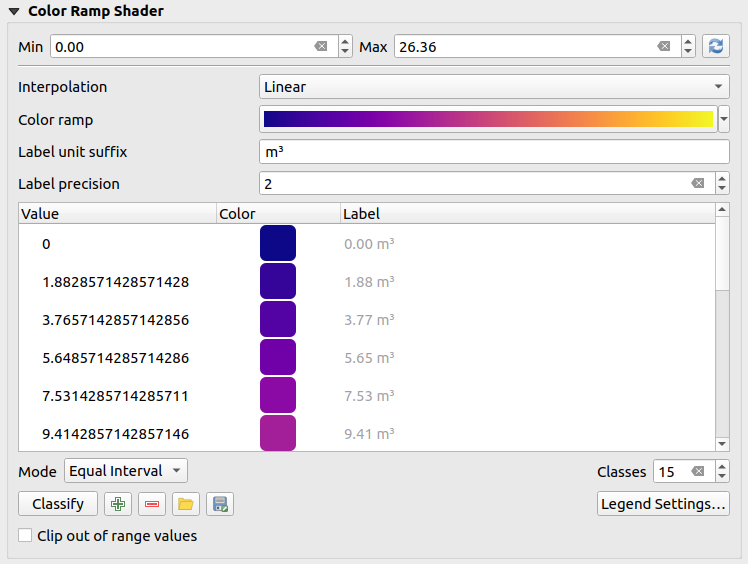 Color Ramp Shader
Min 0.00 Max 26.36
Interpolation Linear
Color ramp
Label unit suffix m³
Label precision 2
Value Color Label
0 0.00 m³
1.8828571428571428 1.88 m³
3.7657142857142856 3.77 m³
5.6485714285714286 5.65 m³
7.5314285714285711 7.53 m³
9.4142857142857146 9.41 m³
Mode Equal Interval Classes 15
Classify Legend Settings...
Clip out of range values